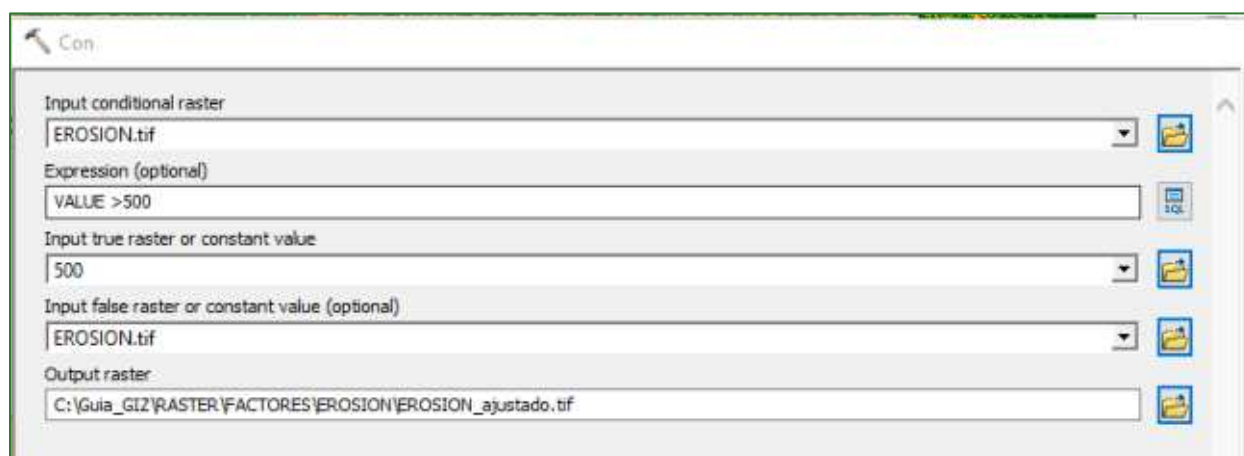 Con
Input conditional raster
EROSION.tif
Expression (optional)
VALUE >500
SQL
Input true raster or constant value
500
Input false raster or constant value (optional)
EROSION.tif
Output raster
C:\Guia_GIZ\RASTER\FACTORES\EROSION\EROSION_ajustado.tif